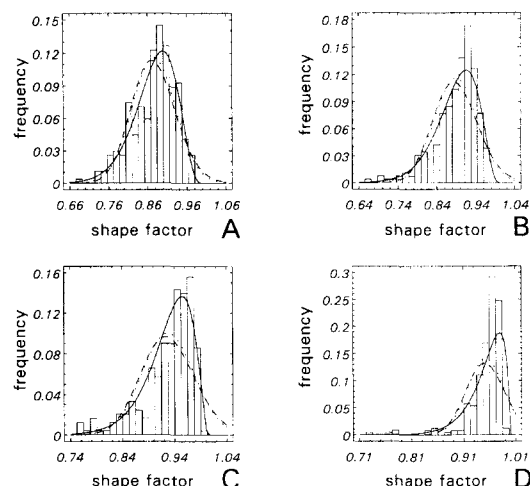 0.15
0.12
0.09
0.06
0.03
0
frequency
0.66 0.76 0.86 0.96 1.06
shape factor
A
0.18
0.15
0.12
0.09
0.06
0.03
0
frequency
0.64 0.74 0.84 0.94 1.04
shape factor
B
0.16
0.12
0.08
0.04
0
frequency
0.74 0.84 0.94 1.04
shape factor
C
0.3
0.25
0.2
0.15
0.1
0.05
0
frequency
0.71 0.81 0.91 1.01
shape factor
D